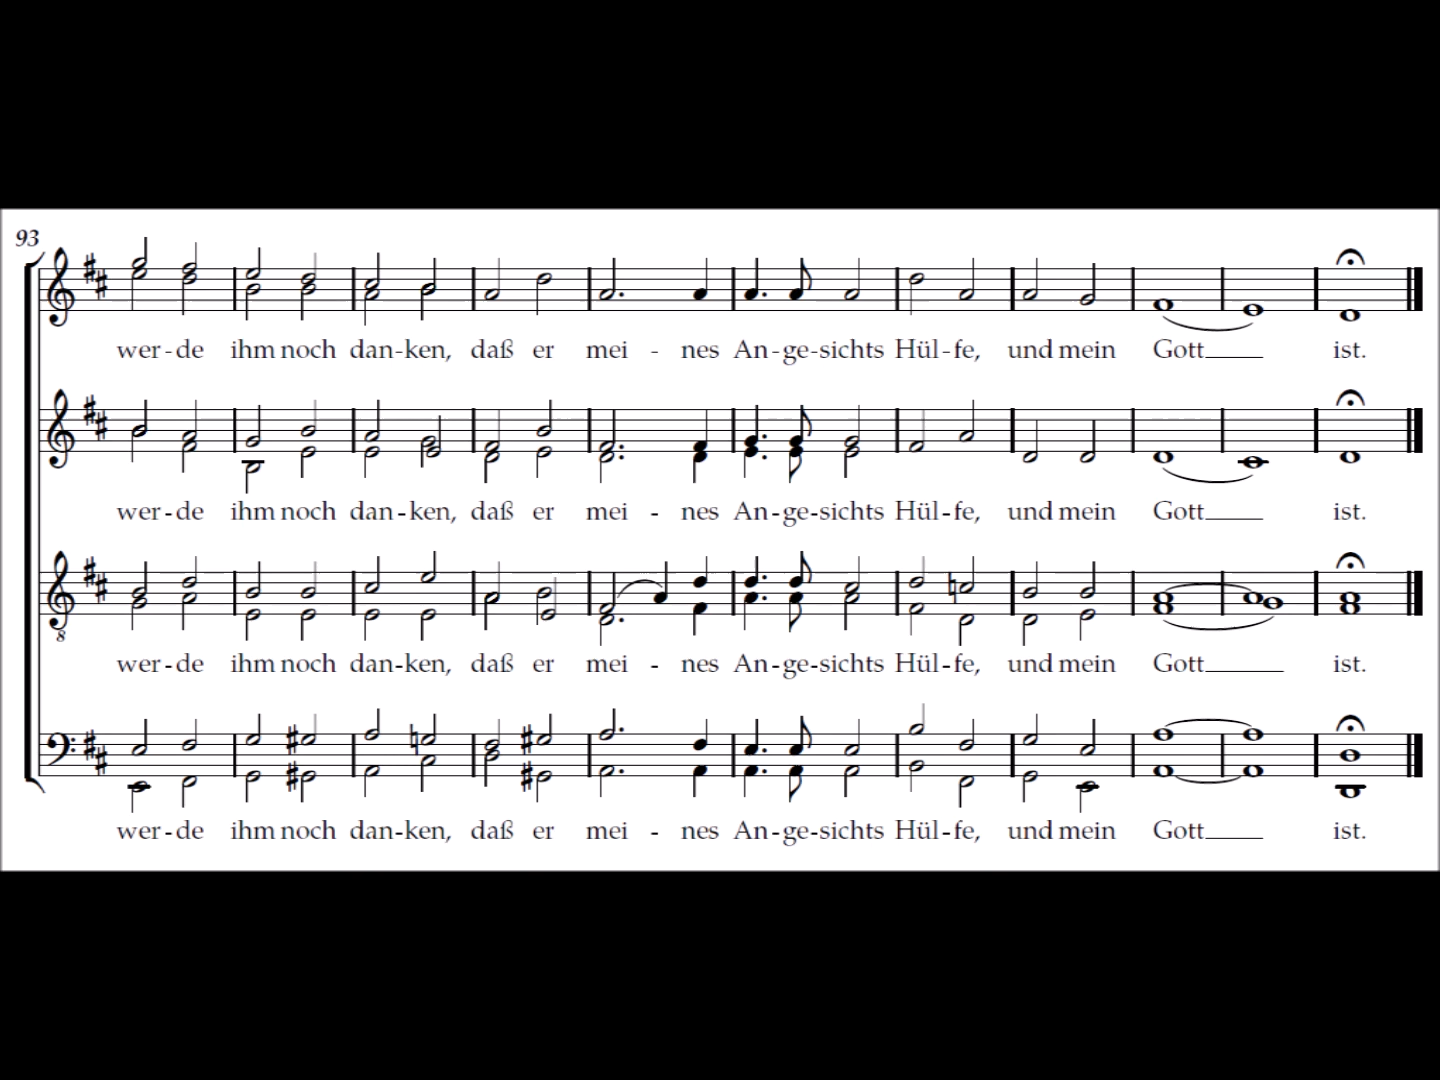 93
wer-de ihm noch dan-ken, daß er mei - nes An-ge-sichts Hül-fe, und mein Gott ist.
wer-de ihm noch dan-ken, daß er mei - nes An-ge-sichts Hül-fe, und mein Gott ist.
8
wer-de ihm noch dan-ken, daß er mei - nes An-ge-sichts Hül-fe, und mein Gott ist.
wer-de ihm noch dan-ken, daß er mei - nes An-ge-sichts Hül-fe, und mein Gott ist.